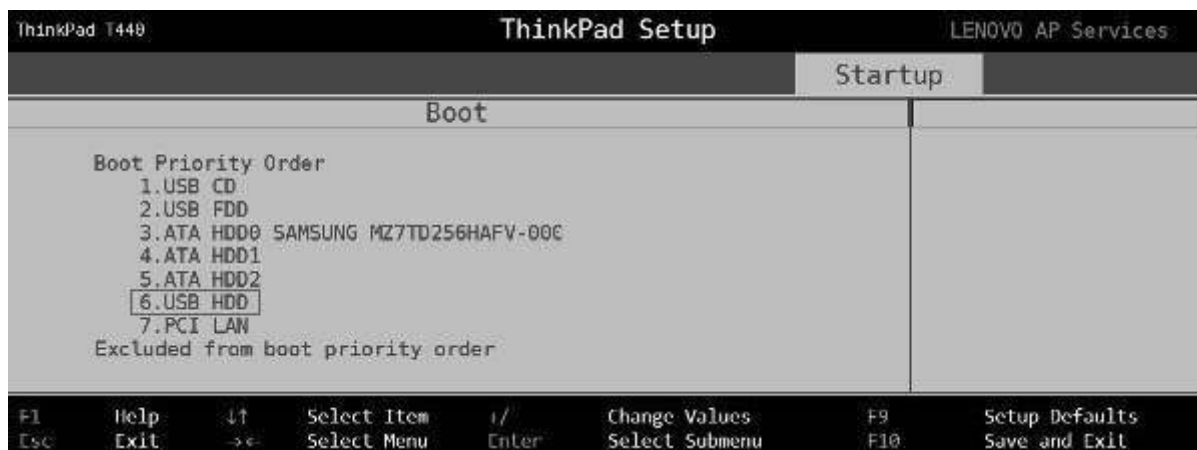 ThinkPad T440 ThinkPad Setup LENOVO AP Services
Startup
Boot
Boot Priority Order
1.USB CD
2.USB FDD
3.ATA HDD0 SAMSUNG MZ7TD256HAFV-000
4.ATA HDD1
5.ATA HDD2
6.USB HDD
7.PCI LAN
Excluded from boot priority order
F1 Help ↓↑ Select Item Change Values F9 Setup Defaults
Esc Exit →← Select Menu Enter Select Submenu F10 Save and Exit